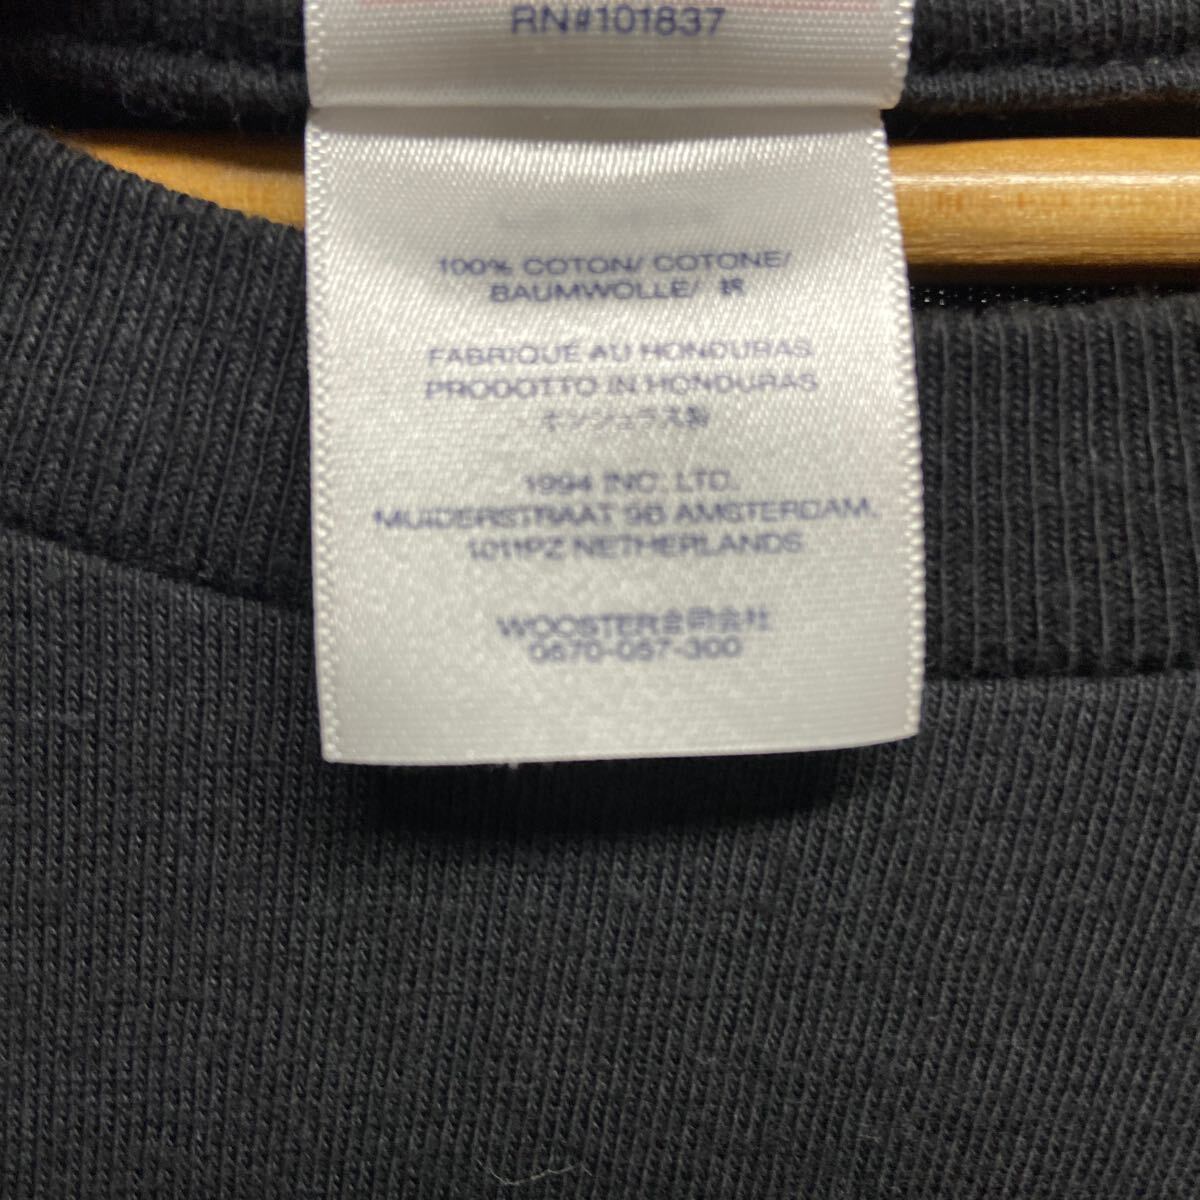 RN#101837
100% COTON/ COTONE/
BAUMWOLLE/ 綿
FABRIQUE AU HONDURAS
PRODOTTO IN HONDURAS
ホンジュラス製
1994 INC. LTD.
MUIDERSTRAAT 9B AMSTERDAM,
1011PZ NETHERLANDS
WOOSTER合同会社
0670-057-300